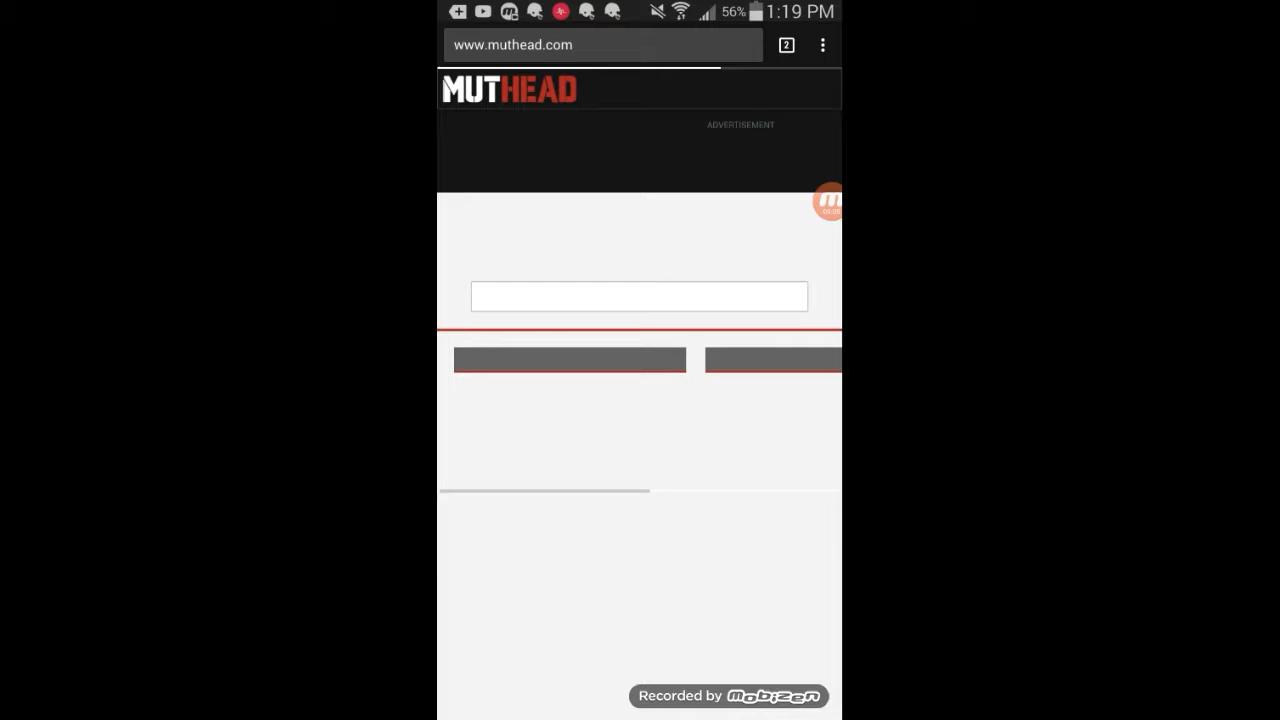 56% 1:19 PM
www.muthead.com
2
MUTHEAD
ADVERTISEMENT
Recorded by mobizen